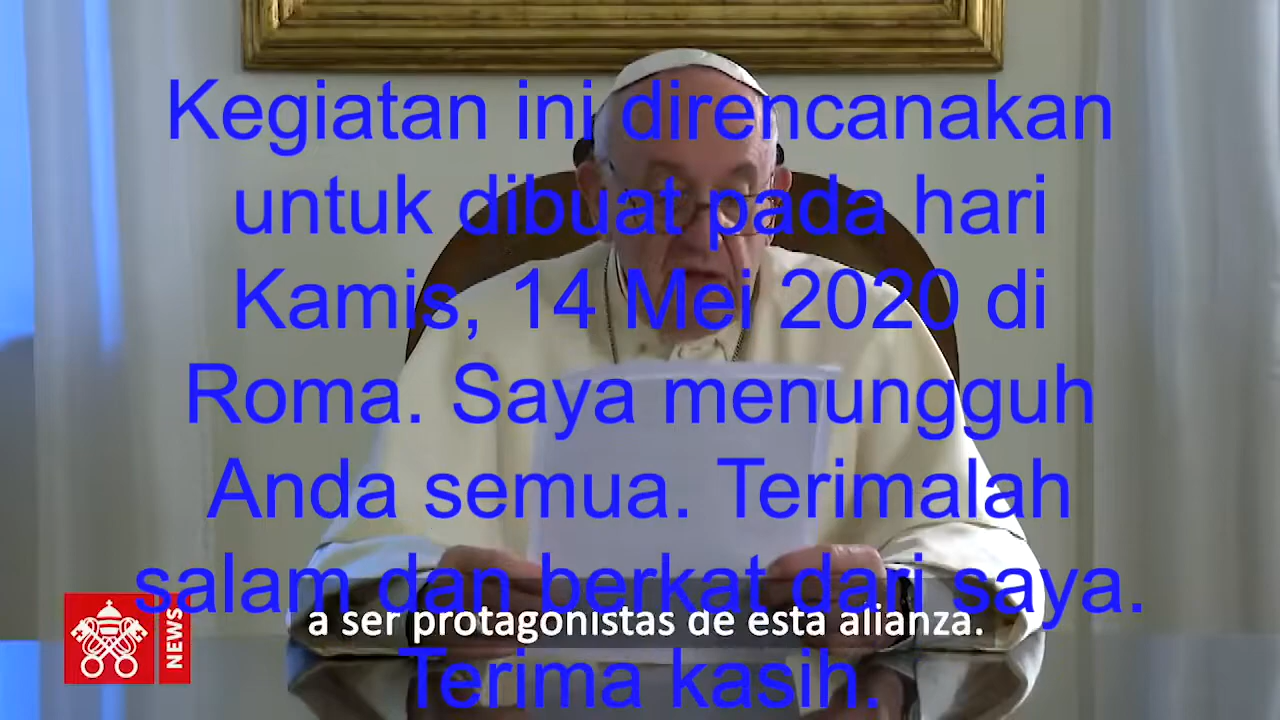 Kegiatan ini direncanakan
untuk dibuat pada hari
Kamis, 14 Mei 2020 di
Roma. Saya menungguh
Anda semua. Terimalah
salam dan berkat dari saya.
a ser protagonistas de esta alianza.
NEWS
Terima kasih.